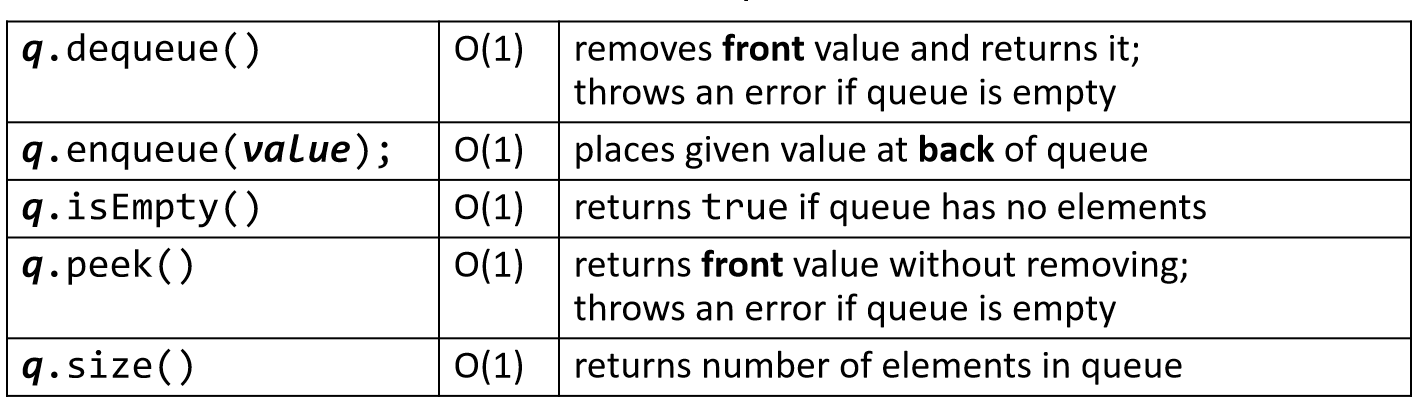 q.dequeue() O(1) removes front value and returns it;
throws an error if queue is empty
q.enqueue(value); O(1) places given value at back of queue
q.isEmpty() O(1) returns true if queue has no elements
q.peek() O(1) returns front value without removing;
throws an error if queue is empty
q.size() O(1) returns number of elements in queue